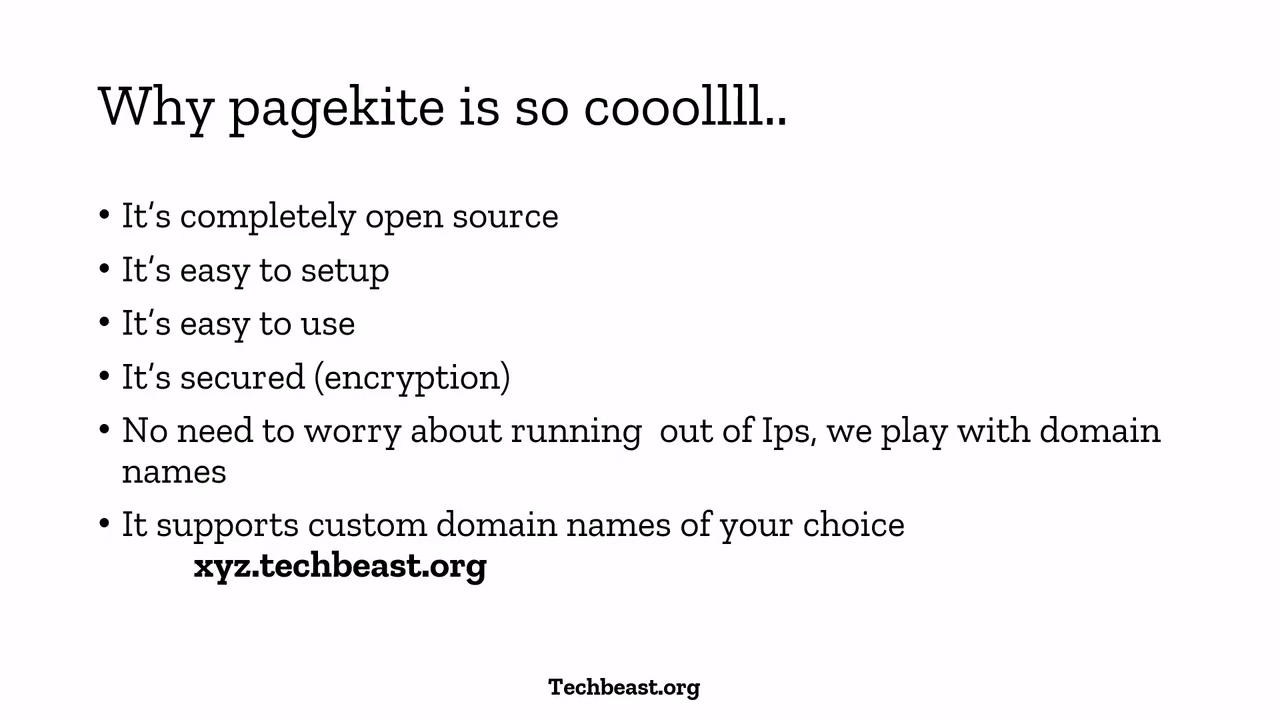 Why pagekite is so cooollll..
• It's completely open source
• It's easy to setup
• It's easy to use
• It's secured (encryption)
• No need to worry about running  out of Ips, we play with domain
names
• It supports custom domain names of your choice
xyz.techbeast.org
Techbeast.org